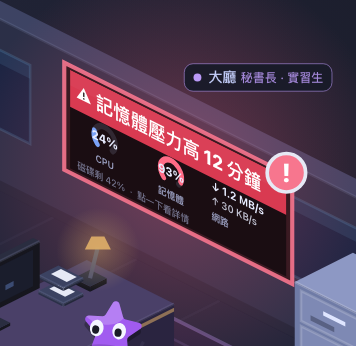 大廳 秘書長 · 實習生
⚠ 記憶體壓力高 12 分鐘
!
24%
CPU
93%
記憶體
↓ 1.2 MB/s
↑ 30 KB/s
網路
磁碟剩 42% · 點一下看詳情